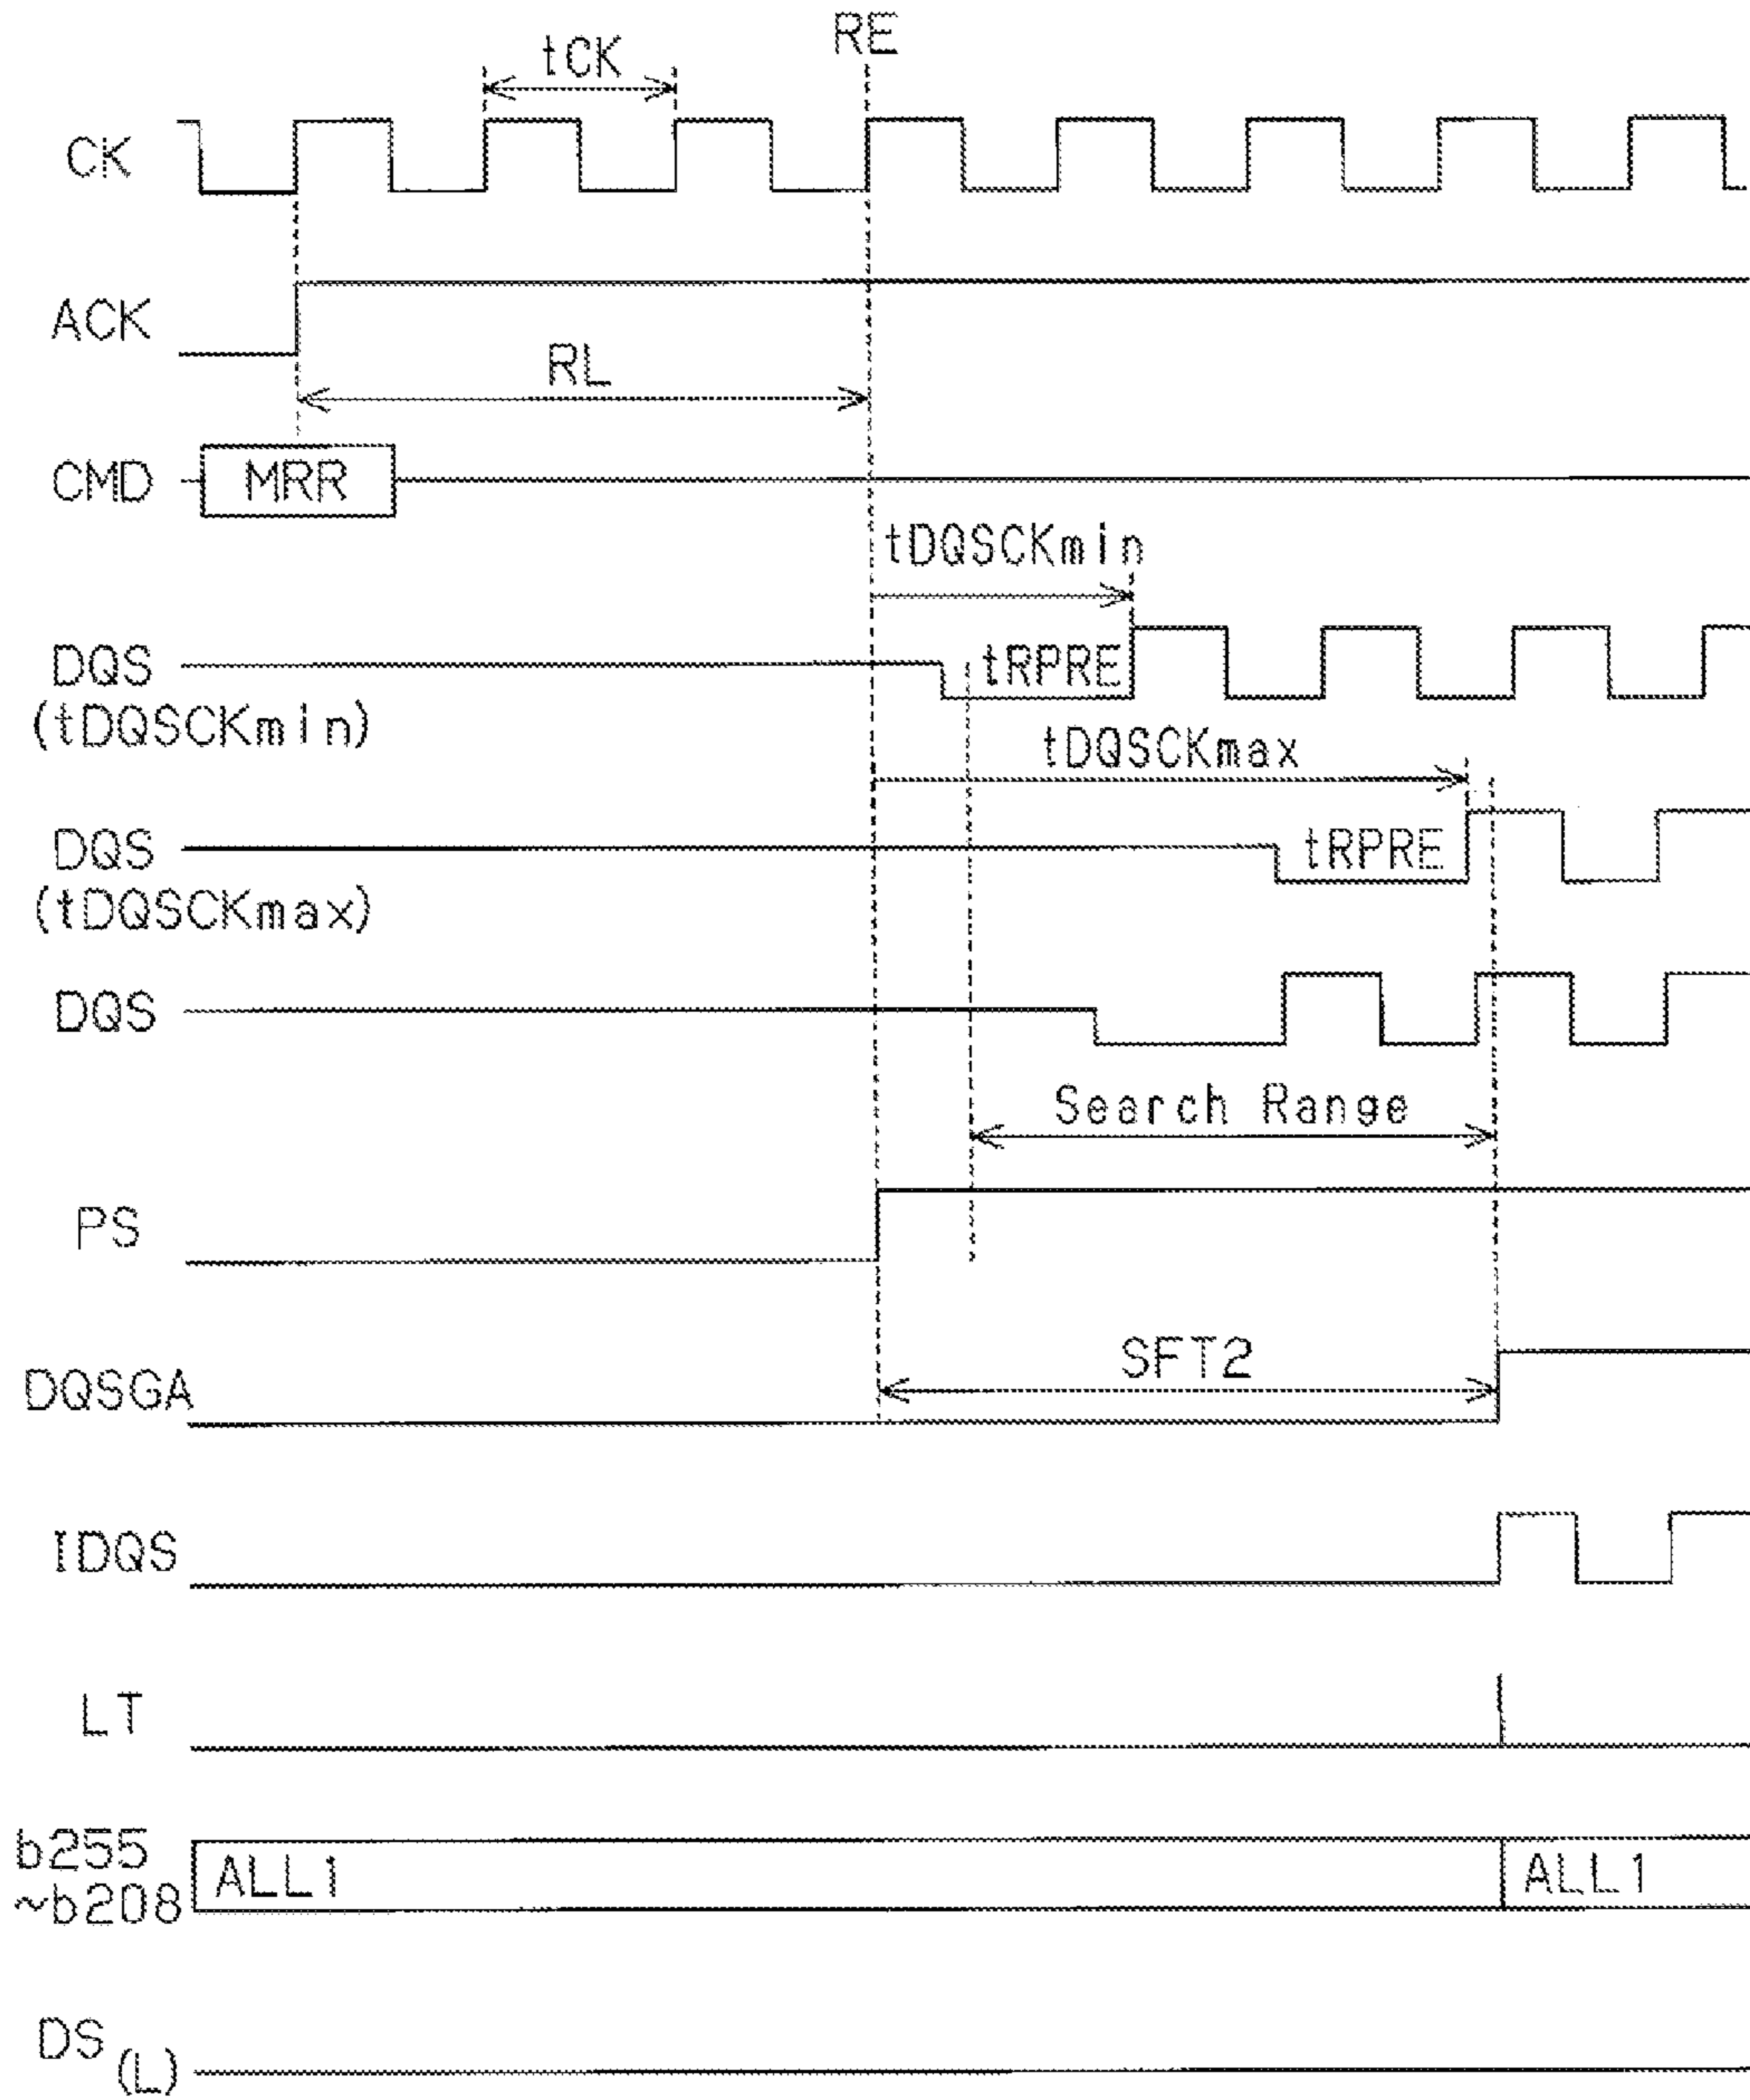 RE
tCK
CK
ACK
RL
CMD
MRR
tDQSCKmin
DQS
(tDQSCKmin)
tRPRE
tDQSCKmax
DQS
(tDQSCKmax)
tRPRE
DQS
Search Range
PS
SFT2
DQSGA
IDQS
LT
b255
~b208
ALL1
ALL1
DS (L)